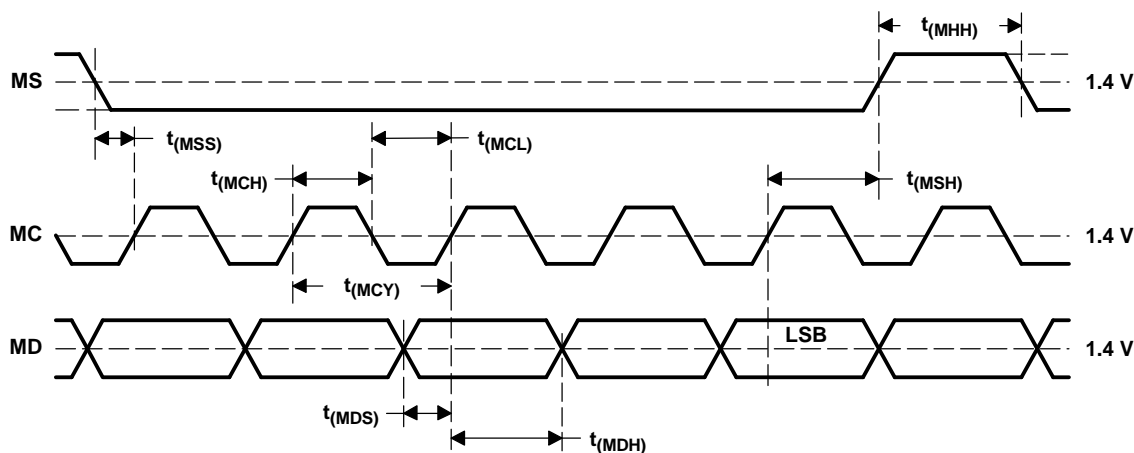 t(MHH)
MS
1.4 V
t(MSS)
t(MCL)
t(MCH)
t(MSH)
MC
1.4 V
t(MCY)
MD
LSB
1.4 V
t(MDS)
t(MDH)